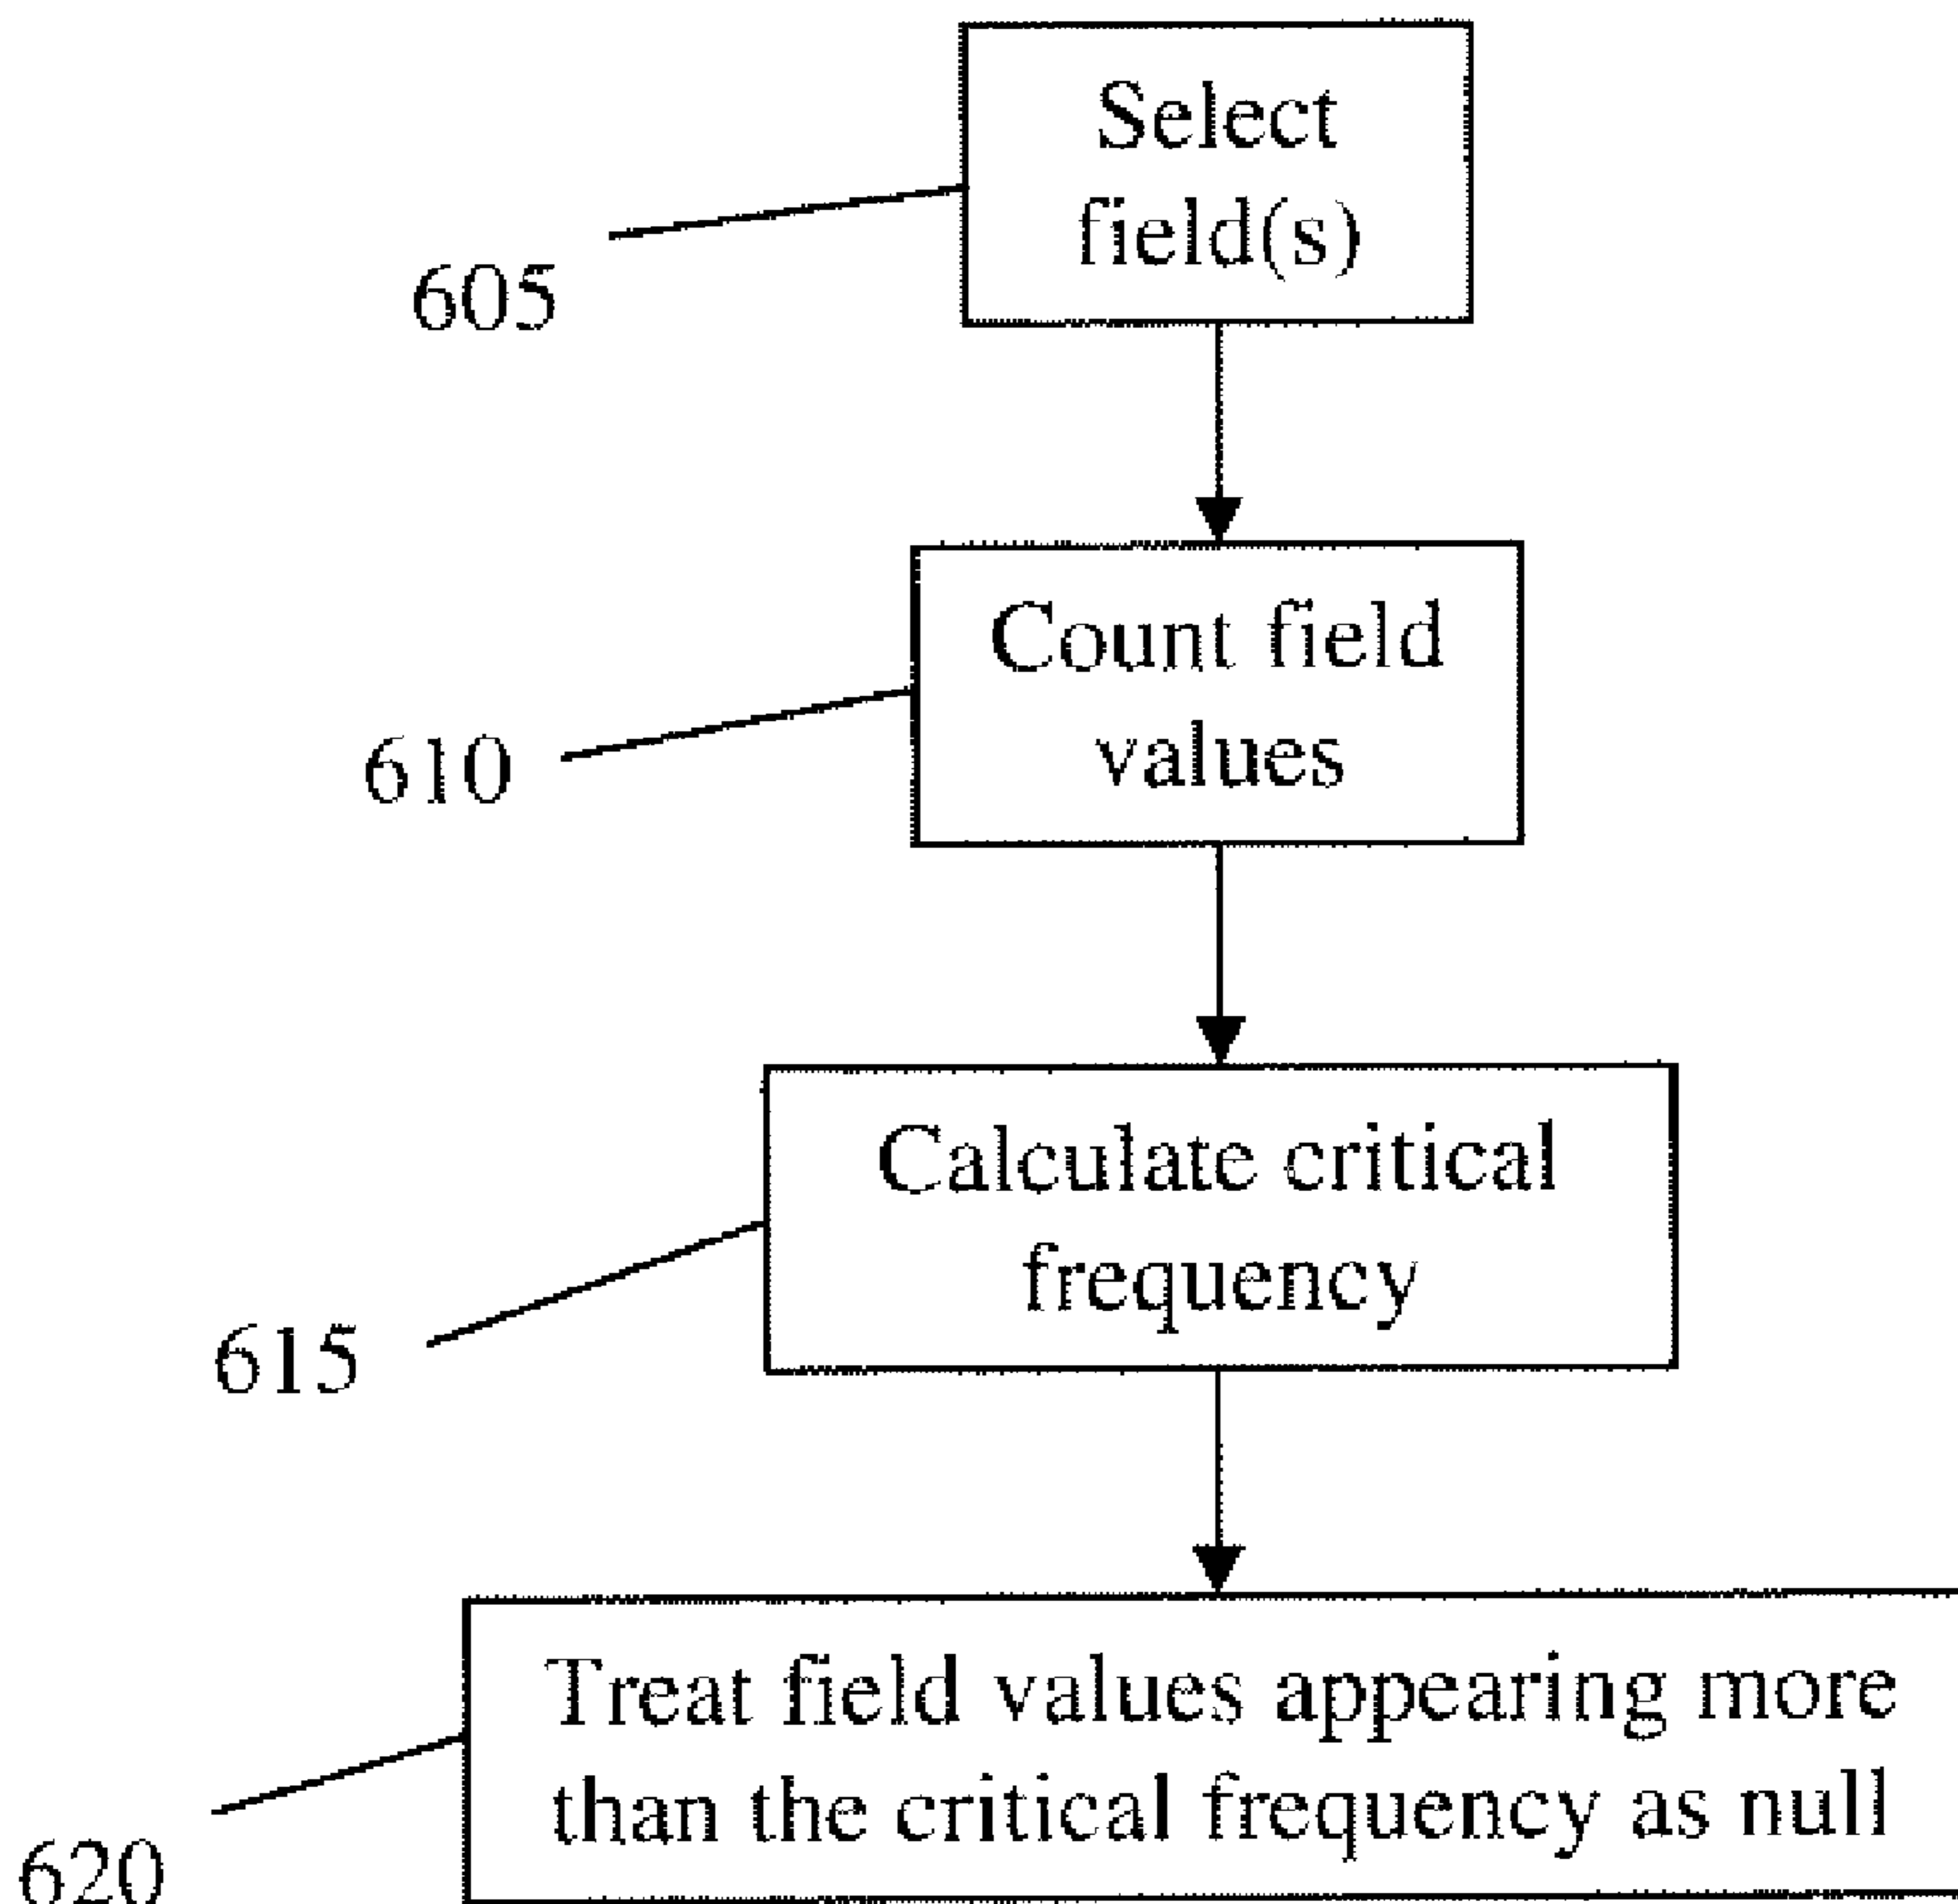 Select
field(s)
605
Count field
values
610
Calculate critical
frequency
615
Treat field values appearing more
than the critical frequency as null
620